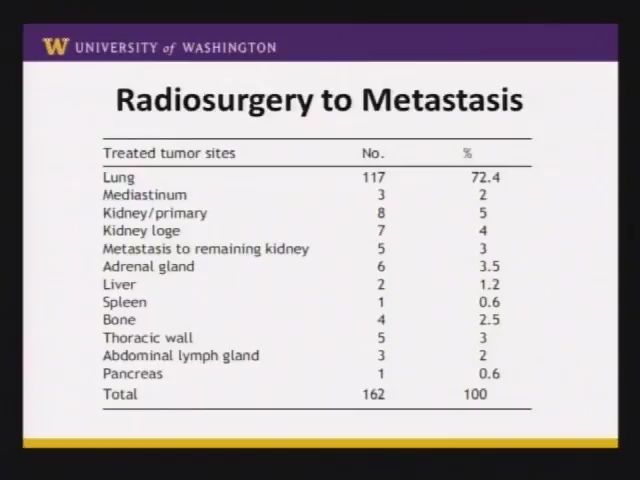 W UNIVERSITY of WASHINGTON
Radiosurgery to Metastasis
Treated tumor sites No. %
Lung 117 72.4
Mediastinum 3 2
Kidney/primary 8 5
Kidney loge 7 4
Metastasis to remaining kidney 5 3
Adrenal gland 6 3.5
Liver 2 1.2
Spleen 1 0.6
Bone 4 2.5
Thoracic wall 5 3
Abdominal lymph gland 3 2
Pancreas 1 0.6
Total 162 100